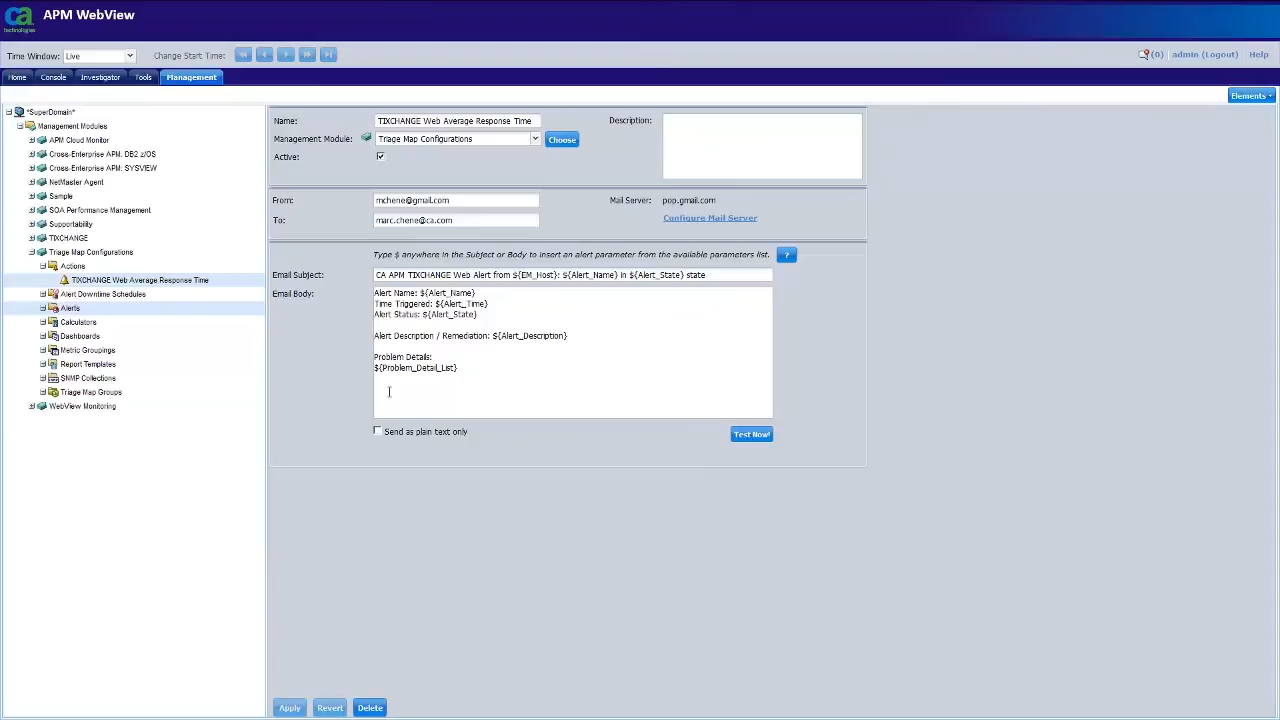 ca
technologies
APM WebView
Time Window: Live
Change Start Time:
(0) admin (Logout) Help
Home Console Investigator Tools Management
Elements
*SuperDomain*
Management Modules
APM Cloud Monitor
Cross-Enterprise APM: DB2 z/OS
Cross-Enterprise APM: SYSVIEW
NetMaster Agent
Sample
SOA Performance Management
Supportability
TIXCHANGE
Triage Map Configurations
Actions
TIXCHANGE Web Average Response Time
Alert Downtime Schedules
Alerts
Calculators
Dashboards
Metric Groupings
Report Templates
SNMP Collections
Triage Map Groups
WebView Monitoring
Name: TIXCHANGE Web Average Response Time
Description:
Management Module: Triage Map Configurations Choose
Active:
From: mchene@gmail.com
Mail Server: pop.gmail.com
To: marc.chene@ca.com
Configure Mail Server
Type $ anywhere in the Subject or Body to insert an alert parameter from the available parameters list. ?
Email Subject: CA APM TIXCHANGE Web Alert from ${EM_Host}: ${Alert_Name} in ${Alert_State} state
Email Body:
Alert Name: ${Alert_Name}
Time Triggered: ${Alert_Time}
Alert Status: ${Alert_State}
Alert Description / Remediation: ${Alert_Description}
Problem Details:
${Problem_Detail_List}
Send as plain text only
Test Now!
Apply Revert Delete